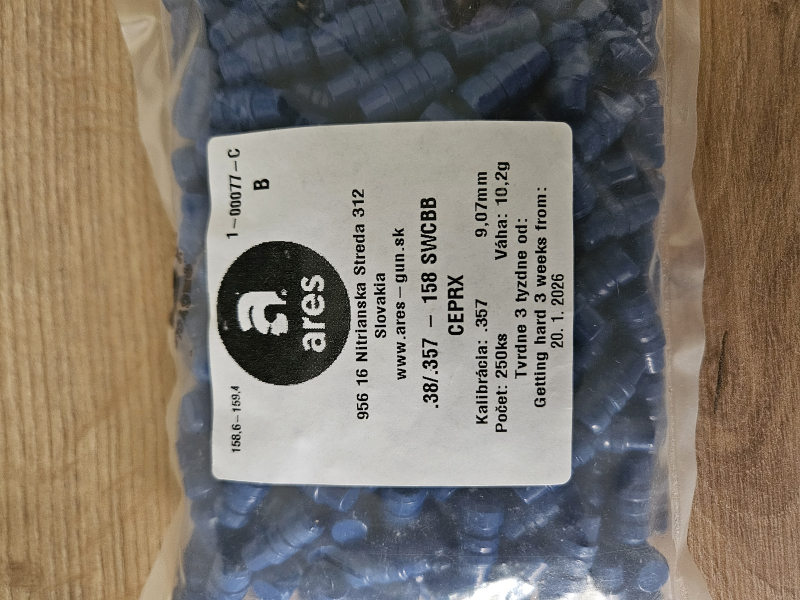 158,6-159,4
1-00077-C
B
ares
956 16 Nitrianska Streda 312
Slovakia
www.ares-gun.sk
.38/.357 - 158 SWCBB
CEPRX
Kalibrácia: .357 9,07mm
Počet: 250ks Váha: 10,2g
Tvrdne 3 tyzdne od:
Getting hard 3 weeks from:
20. 1. 2026